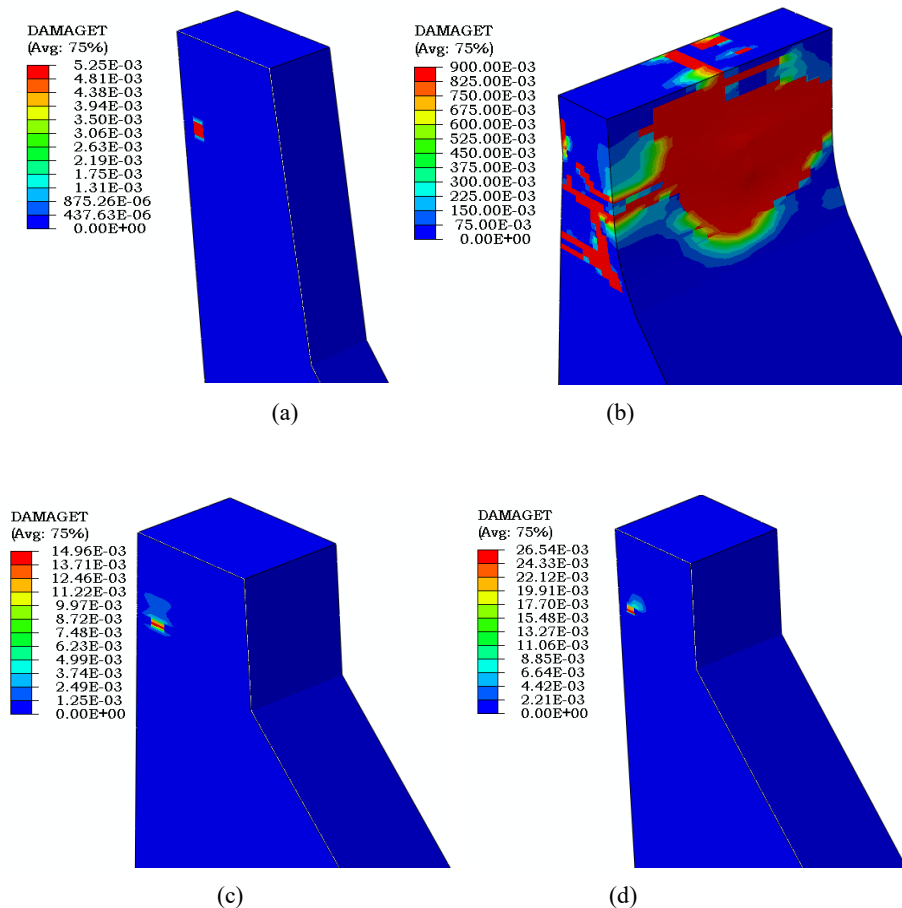 DAMAGET
(Avg: 75%)
5.25E-03
4.81E-03
4.38E-03
3.94E-03
3.50E-03
3.06E-03
2.63E-03
2.19E-03
1.75E-03
1.31E-03
875.26E-06
437.63E-06
0.00E+00
(a)
DAMAGET
(Avg: 75%)
900.00E-03
825.00E-03
750.00E-03
675.00E-03
600.00E-03
525.00E-03
450.00E-03
375.00E-03
300.00E-03
225.00E-03
150.00E-03
75.00E-03
0.00E+00
(b)
DAMAGET
(Avg: 75%)
14.96E-03
13.71E-03
12.46E-03
11.22E-03
9.97E-03
8.72E-03
7.48E-03
6.23E-03
4.99E-03
3.74E-03
2.49E-03
1.25E-03
0.00E+00
(c)
DAMAGET
(Avg: 75%)
26.54E-03
24.33E-03
22.12E-03
19.91E-03
17.70E-03
15.48E-03
13.27E-03
11.06E-03
8.85E-03
6.64E-03
4.42E-03
2.21E-03
0.00E+00
(d)